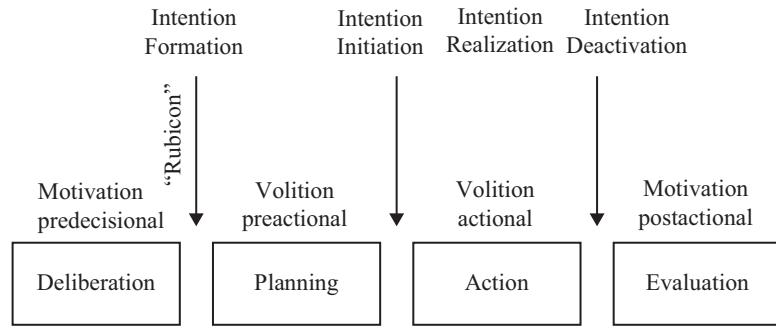 Intention
Formation
Intention
Initiation
Intention
Realization
Intention
Deactivation
“Rubicon”
Motivation
predecisional
Volition
preactional
Volition
actional
Motivation
postactional
Deliberation
Planning
Action
Evaluation